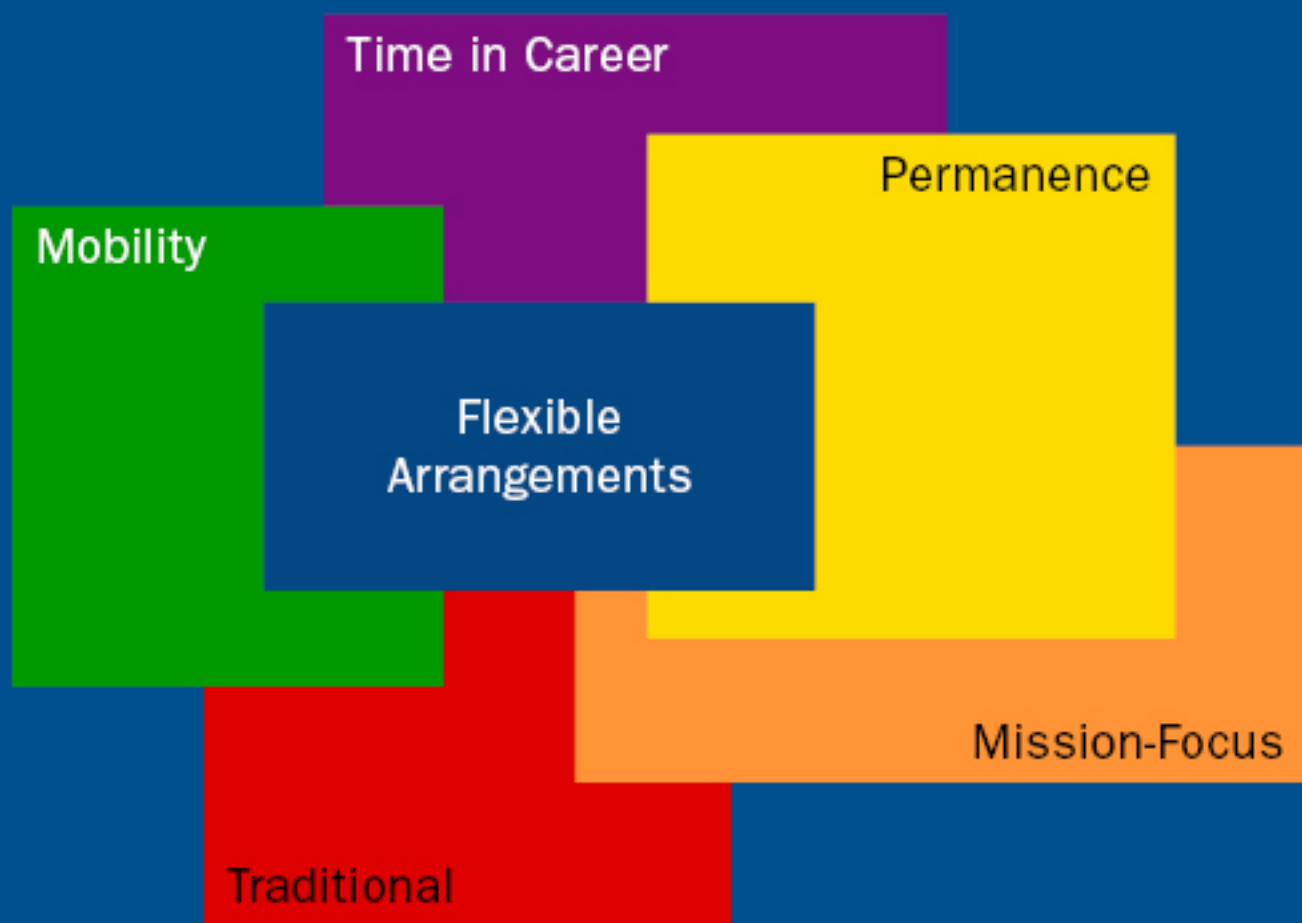 Time in Career
Permanence
Mobility
Flexible
Arrangements
Mission-Focus
Traditional